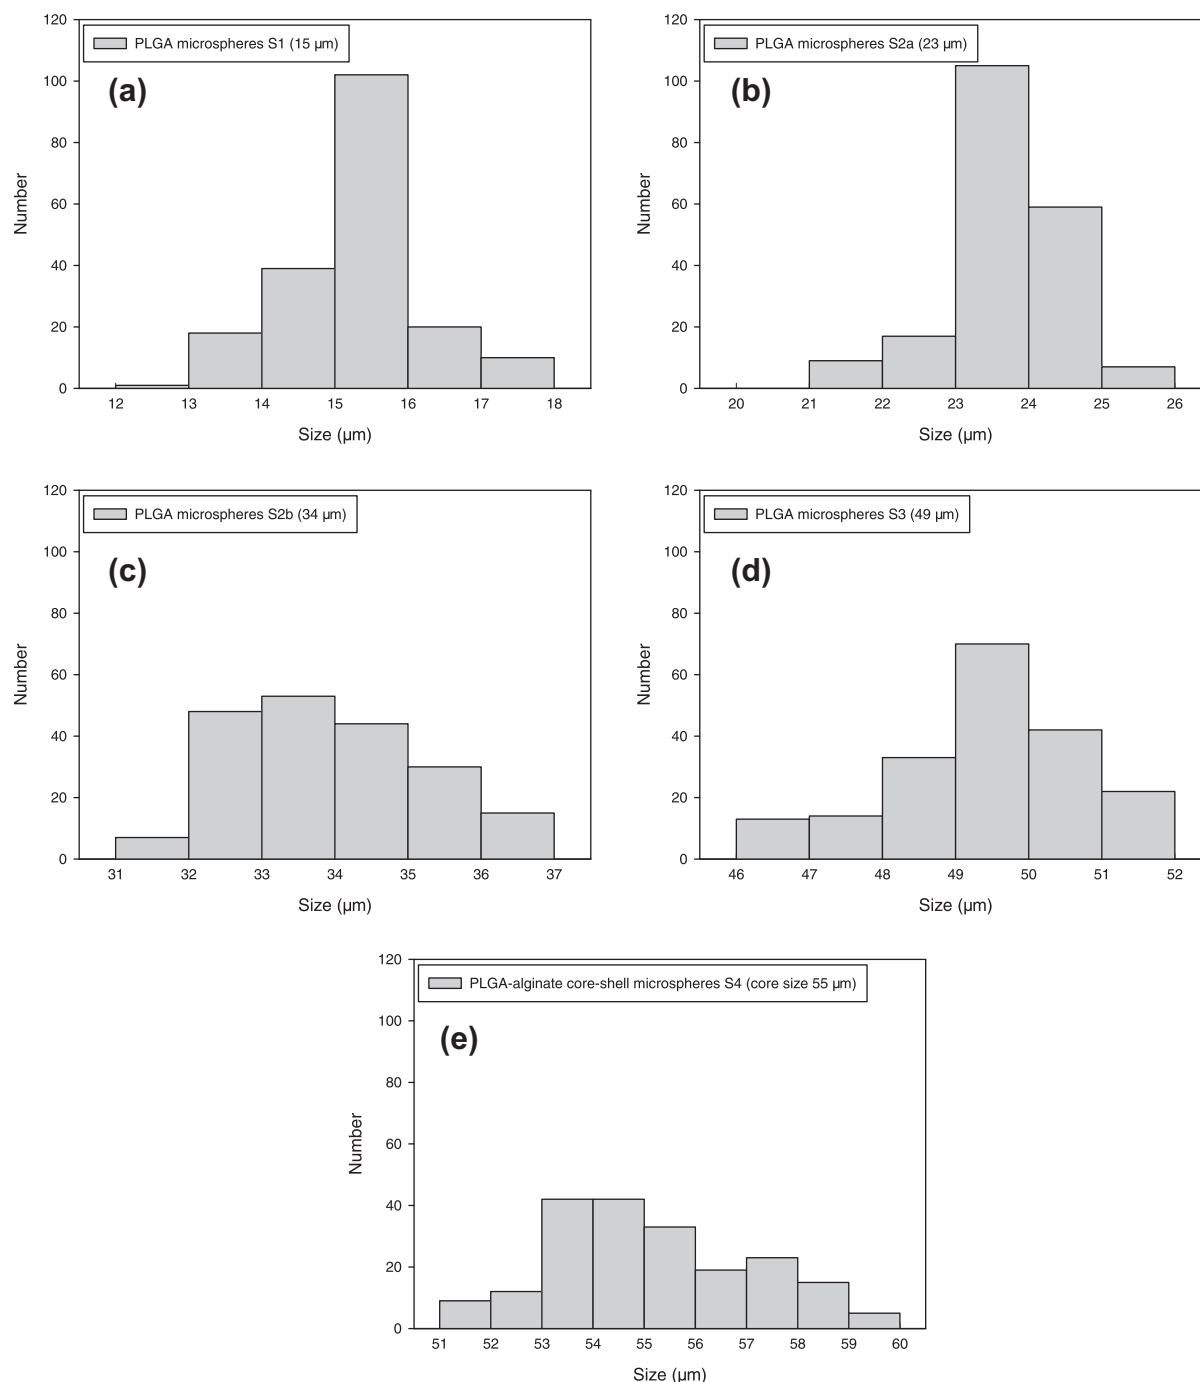 PLGA microspheres S1 (15 µm)
(a)
120
100
80
60
40
20
0
Number
12 13 14 15 16 17 18
Size (µm)
PLGA microspheres S2a (23 µm)
(b)
120
100
80
60
40
20
0
Number
20 21 22 23 24 25 26
Size (µm)
PLGA microspheres S2b (34 µm)
(c)
120
100
80
60
40
20
0
Number
31 32 33 34 35 36 37
Size (µm)
PLGA microspheres S3 (49 µm)
(d)
120
100
80
60
40
20
0
Number
46 47 48 49 50 51 52
Size (µm)
PLGA-alginate core-shell microspheres S4 (core size 55 µm)
(e)
120
100
80
60
40
20
0
Number
51 52 53 54 55 56 57 58 59 60
Size (µm)